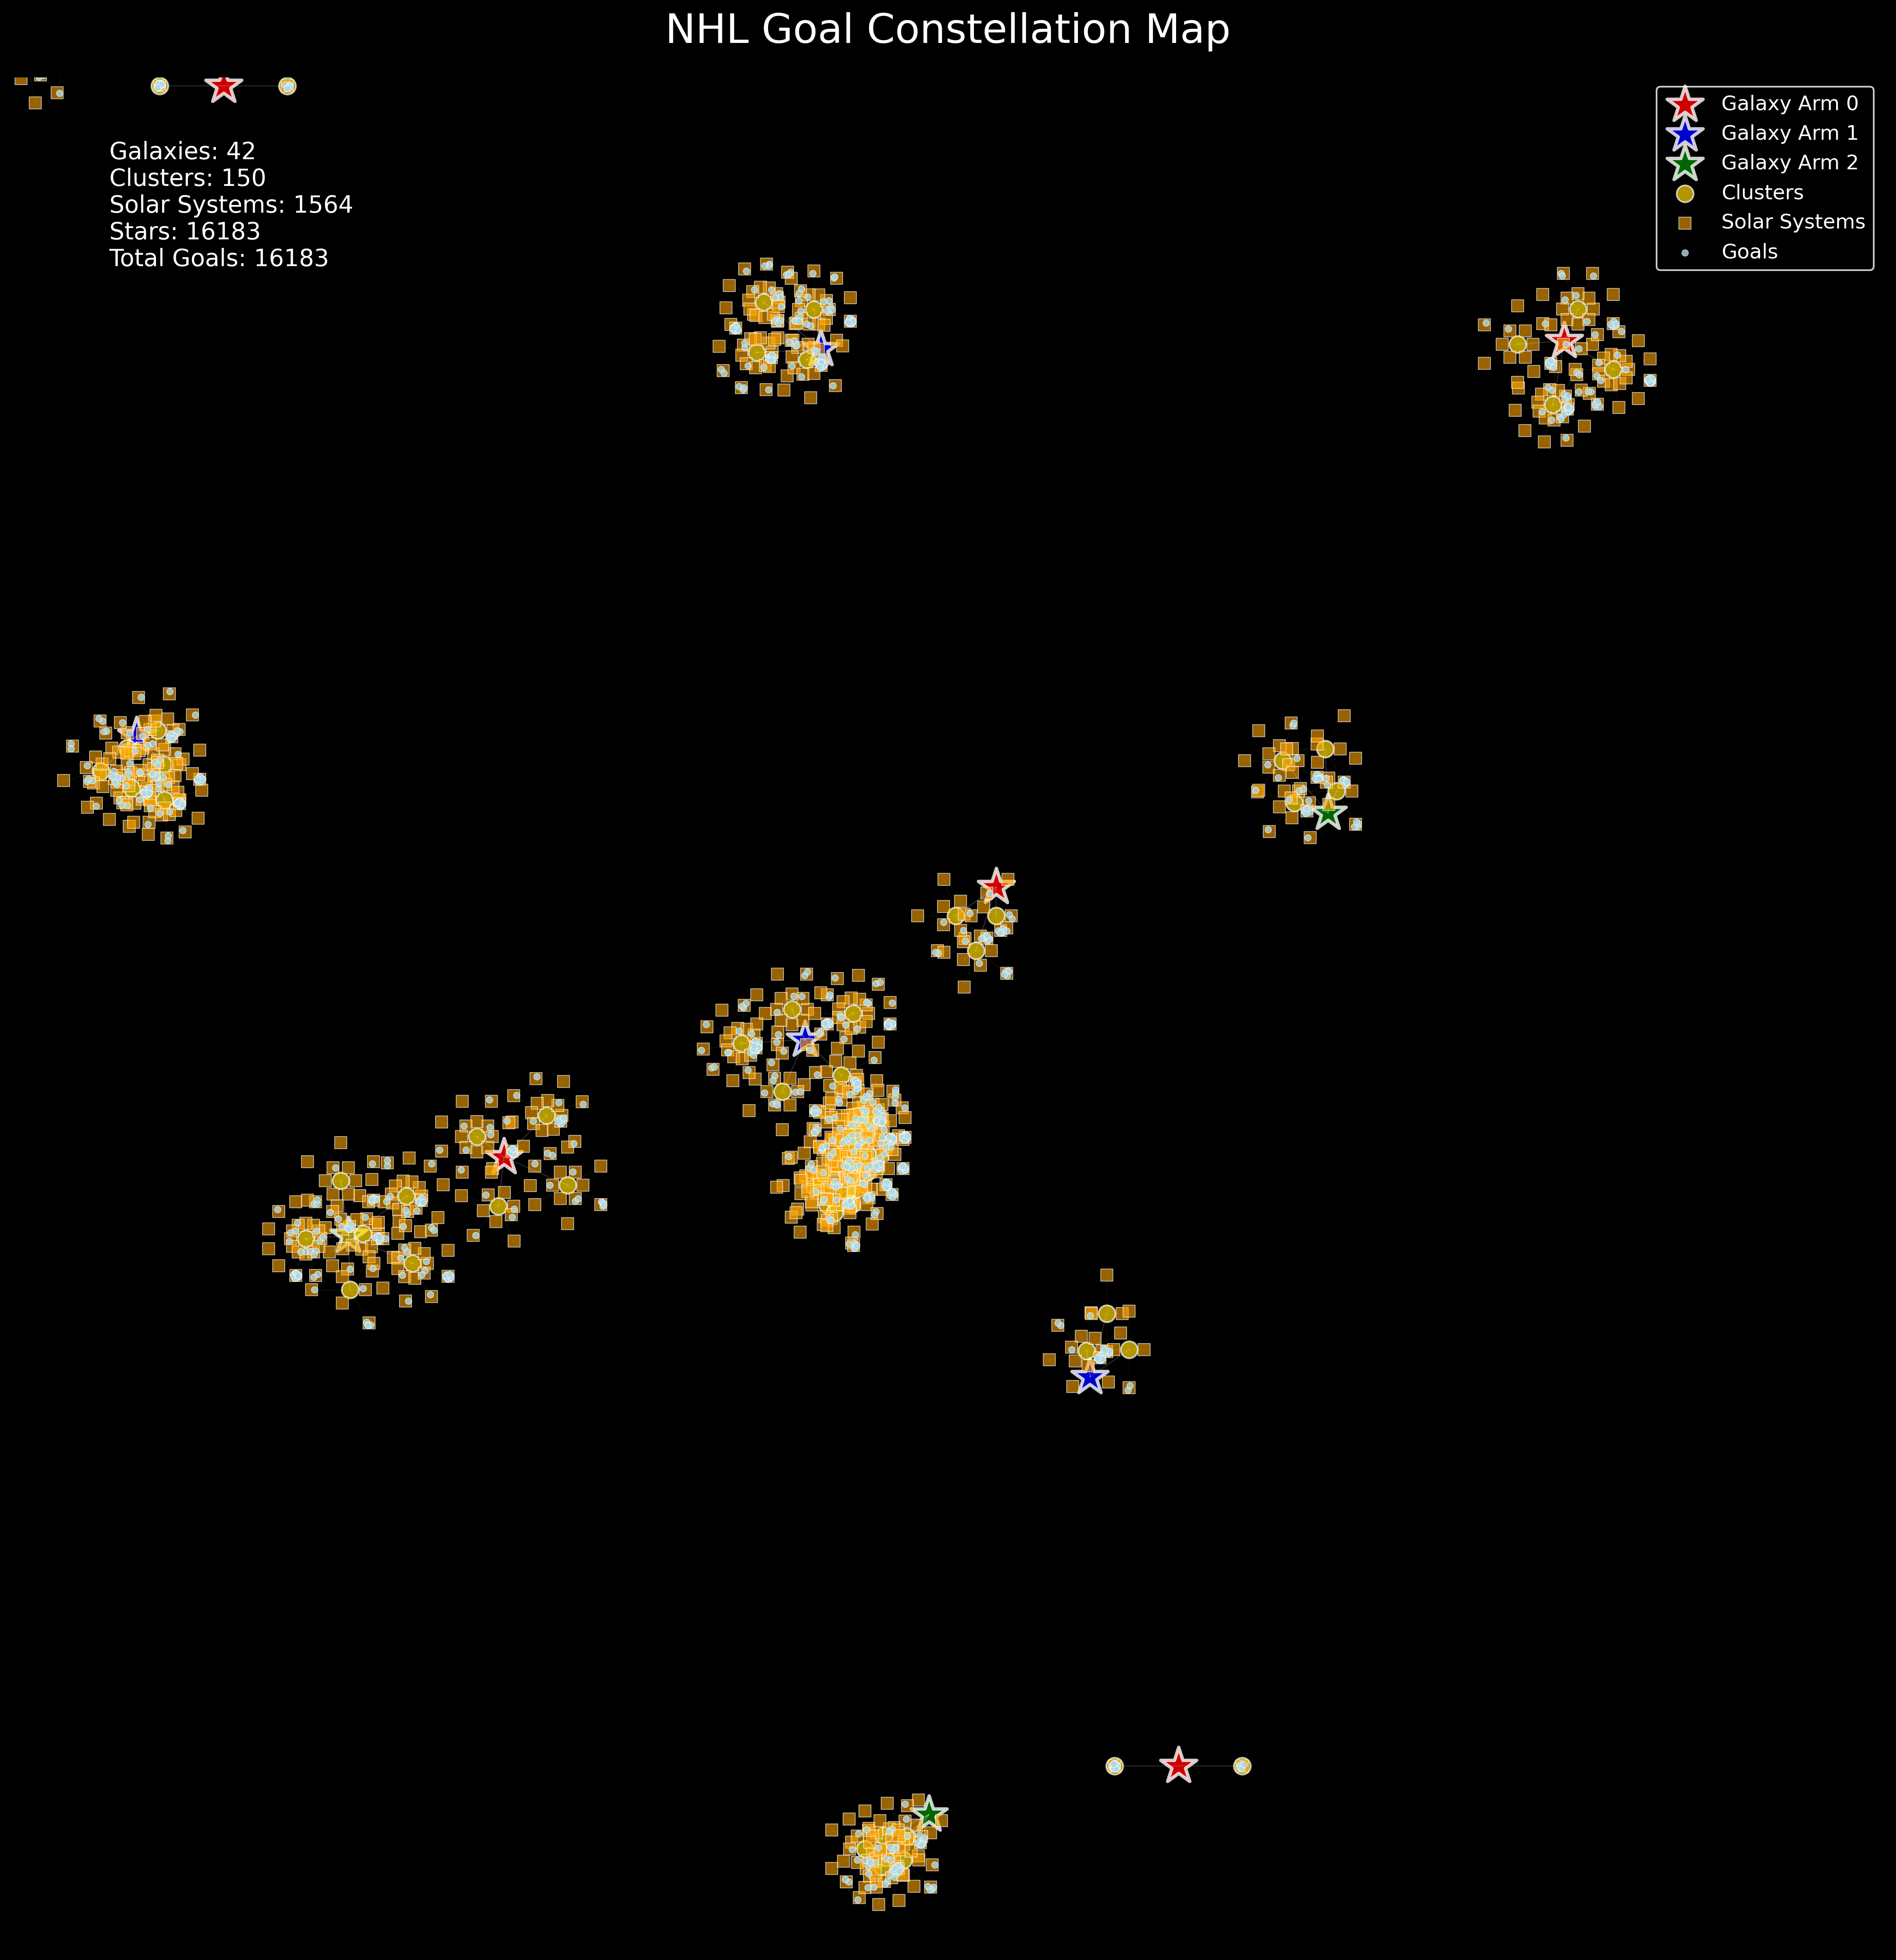 NHL Goal Constellation Map
Galaxies: 42
Clusters: 150
Solar Systems: 1564
Stars: 16183
Total Goals: 16183
Galaxy Arm 0
Galaxy Arm 1
Galaxy Arm 2
Clusters
Solar Systems
Goals